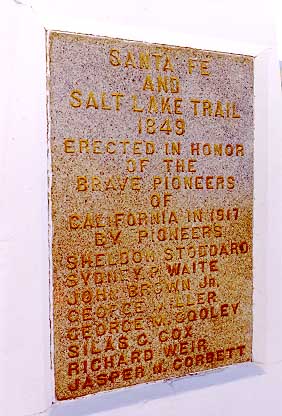 SANTA FE
AND
SALT LAKE TRAIL
1849
ERECTED IN HONOR
OF THE
BRAVE PIONEERS
OF
CALIFORNIA IN 1917
BY PIONEERS
SHELDON STODDARD
SYDNEY P. WAITE
JOHN BROWN JR.
GEORGE MILLER
GEORGE M. COOLEY
SILAS C. COX
RICHARD WEIR
JASPER N. CORBETT